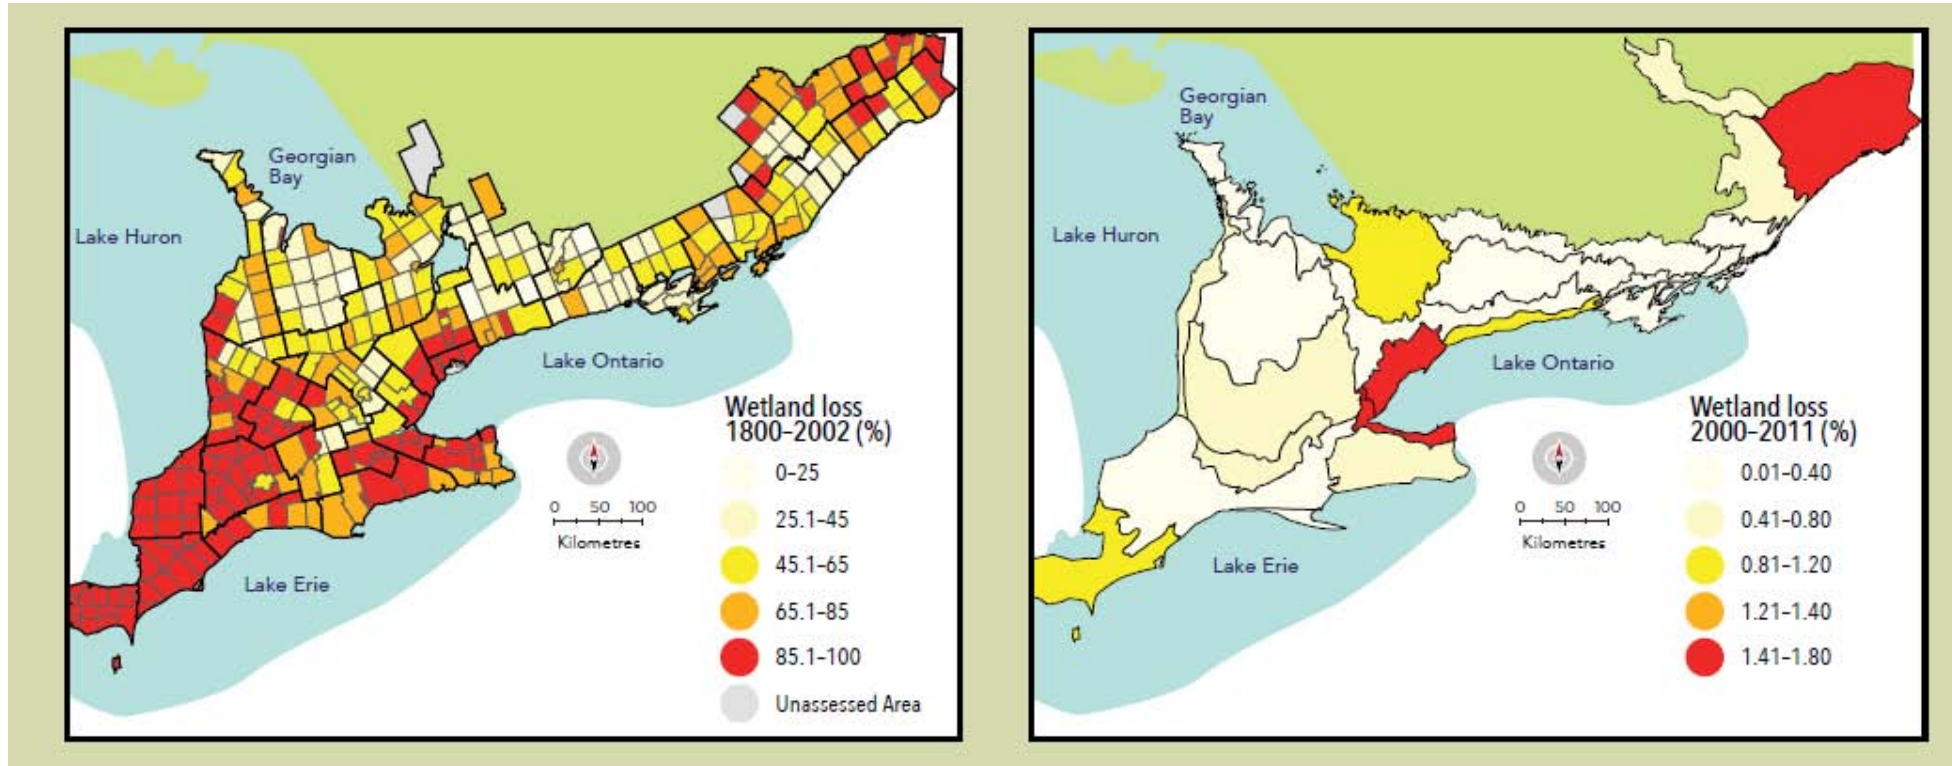 Georgian
Bay
Lake Huron
Lake Ontario
Lake Erie
0 50 100
Kilometres
Wetland loss
1800–2002 (%)
0–25
25.1–45
45.1–65
65.1–85
85.1–100
Unassessed Area
Georgian
Bay
Lake Huron
Lake Ontario
Lake Erie
0 50 100
Kilometres
Wetland loss
2000–2011 (%)
0.01–0.40
0.41–0.80
0.81–1.20
1.21–1.40
1.41–1.80